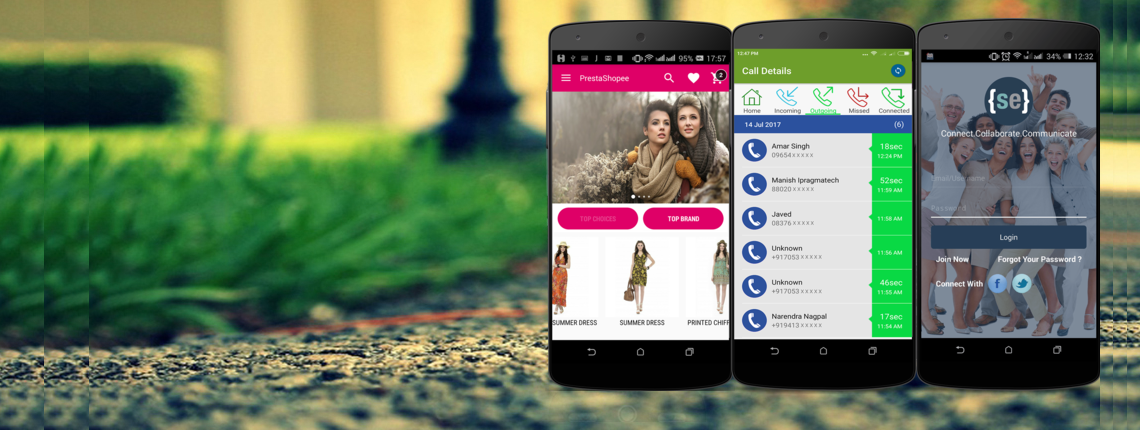 95% 17:57
PrestaShopee
2
TOP CHOICES
TOP BRAND
SUMMER DRESS
SUMMER DRESS
PRINTED CHIFF
12:47 PM
Call Details
Home
Incoming
Outgoing
Missed
Connected
14 Jul 2017 (6)
Amar Singh
09654xxxxx
18sec
12:24 PM
Manish Ipragmatech
88020xxxxx
52sec
11:59 AM
Javed
08376xxxxx
11:58 AM
Unknown
+917053xxxxx
11:56 AM
Unknown
+917053xxxxx
46sec
11:55 AM
Narendra Nagpal
+919413xxxxx
17sec
11:54 AM
34% 12:32
{se}
Connect.Collaborate.Communicate
Email/Username
Password
Login
Join Now
Forgot Your Password ?
Connect With
f